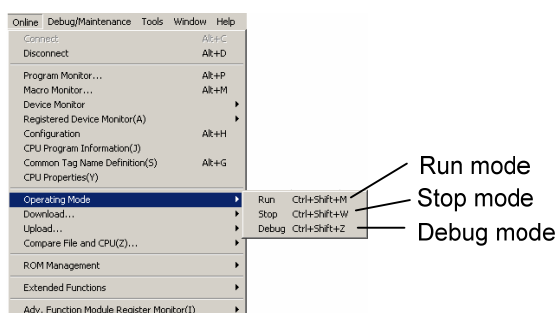 Online Debug/Maintenance Tools Window Help
Connect Alt+C
Disconnect Alt+D
Program Monitor... Alt+P
Macro Monitor... Alt+M
Device Monitor
Registered Device Monitor(A)
Configuration Alt+H
CPU Program Information(J)
Common Tag Name Definition(S) Alt+G
CPU Properties(Y)
Operating Mode
Run Ctrl+Shift+M
Run mode
Download...
Stop Ctrl+Shift+W
Stop mode
Upload...
Debug Ctrl+Shift+Z
Debug mode
Compare File and CPU(Z)...
ROM Management
Extended Functions
Adv. Function Module Register Monitor(I)